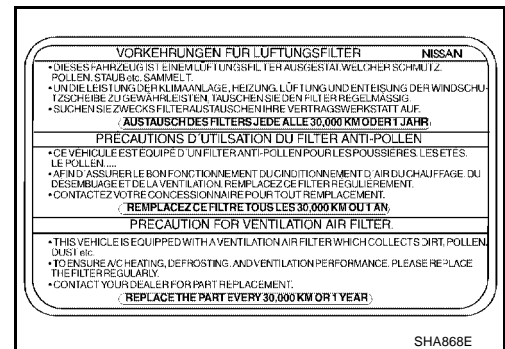 VORKEHRUNGEN FÜR LÜFTUNGSFILTER NISSAN
• DIESES FAHRZEUG IST EINEM LÜFTUNGSFILTER AUSGESTAT. WELCHER SCHMUTZ.
POLLEN. STAUB etc. SAMMELT.
• UN DIE LEISTUNG DER KLIMAANLAGE, HEIZUNG. LÜFTUNG UND ENTEISUNG DER WINDSCHU-
TZSCHEIBE ZU GEWÄHRLEISTEN, TAUSCHEN SIE DEN FILTER REGELMÄSSIG.
• SUCHEN SIE ZWECKS FILTERAUSTAUSCHEN IHRE VERTRAGSWERKSTATT AUF.
AUSTAUSCH DES FILTERS JEDE ALLE 30,000 KM ODER 1 JAHR
PRÉCAUTIONS D'UTILSATION DU FILTER ANTI-POLLEN
• CE VÉHICULE EST ÉQUIPÉ D'UN FILTER ANTI-POLLEN POUR LES POUSSIÈRES. LES ÉTÉS.
LE POLLEN.....
• AFIN D'ASSURER LE BON FONCTIONNEMENT DU CINDITIONNEMENT D'AIR DU CHAUFFAGE. DU
DESEMBUAGE ET DE LA VENTILATION. REMPLACEZ CE FILTER RÉGULIÈREMENT.
• CONTACTEZ VOTRE CONCESSIONNAIRE POUR TOUT REMPLACEMENT.
REMPLACEZ CE FILTRE TOUS LES 30,000 KM OU 1 AN
PRECAUTION FOR VENTILATION AIR FILTER.
• THIS VEHICLE IS EQUIPPED WITH A VENTILATION AIR FILTER WHICH COLLECTS DIRT, POLLEN,
DUST etc.
• TO ENSURE A/C HEATING, DEFROSTING. AND VENTILATION PERFORMANCE. PLEASE REPLACE
THE FILTER REGULARLY.
• CONTACT YOUR DEALER FOR PART REPLACEMENT.
REPLACE THE PART EVERY 30,000 KM OR 1 YEAR
SHA868E